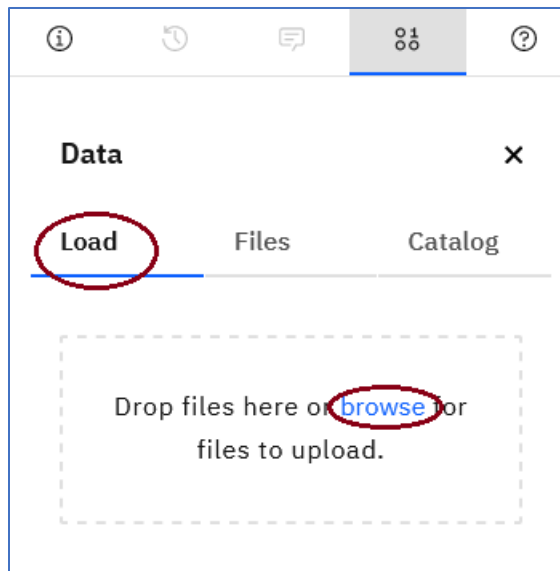 Data
Load Files Catalog
Drop files here or browse for
files to upload.